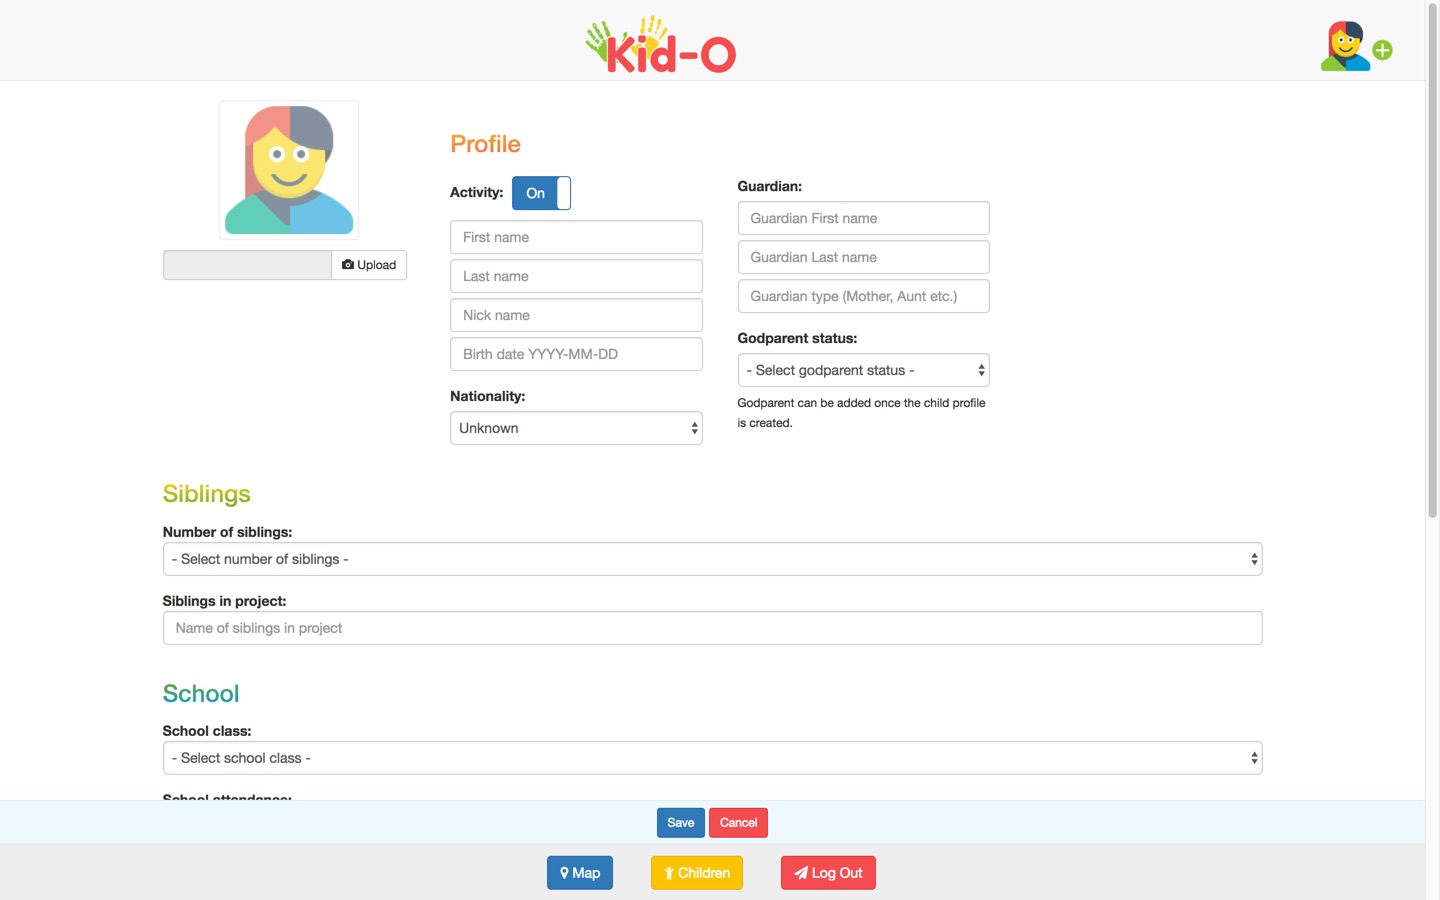 Kid-O
Profile
Activity:
On
First name
Last name
Nick name
Birth date YYYY-MM-DD
Nationality:
Unknown
Guardian:
Guardian First name
Guardian Last name
Guardian type (Mother, Aunt etc.)
Godparent status:
- Select godparent status -
Godparent can be added once the child profile
is created.
Upload
Siblings
Number of siblings:
- Select number of siblings -
Siblings in project:
Name of siblings in project
School
School class:
- Select school class -
School attendance:
Save
Cancel
Map
Children
Log Out